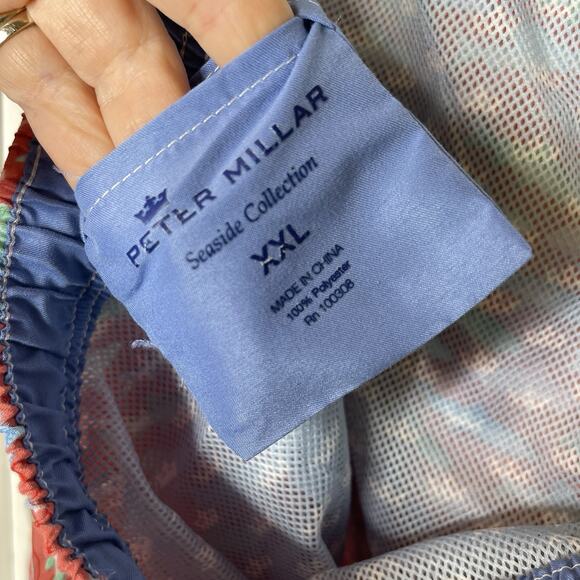 PETER MILLAR
Seaside Collection
XXL
MADE IN CHINA
100% Polyester
Rn 100308